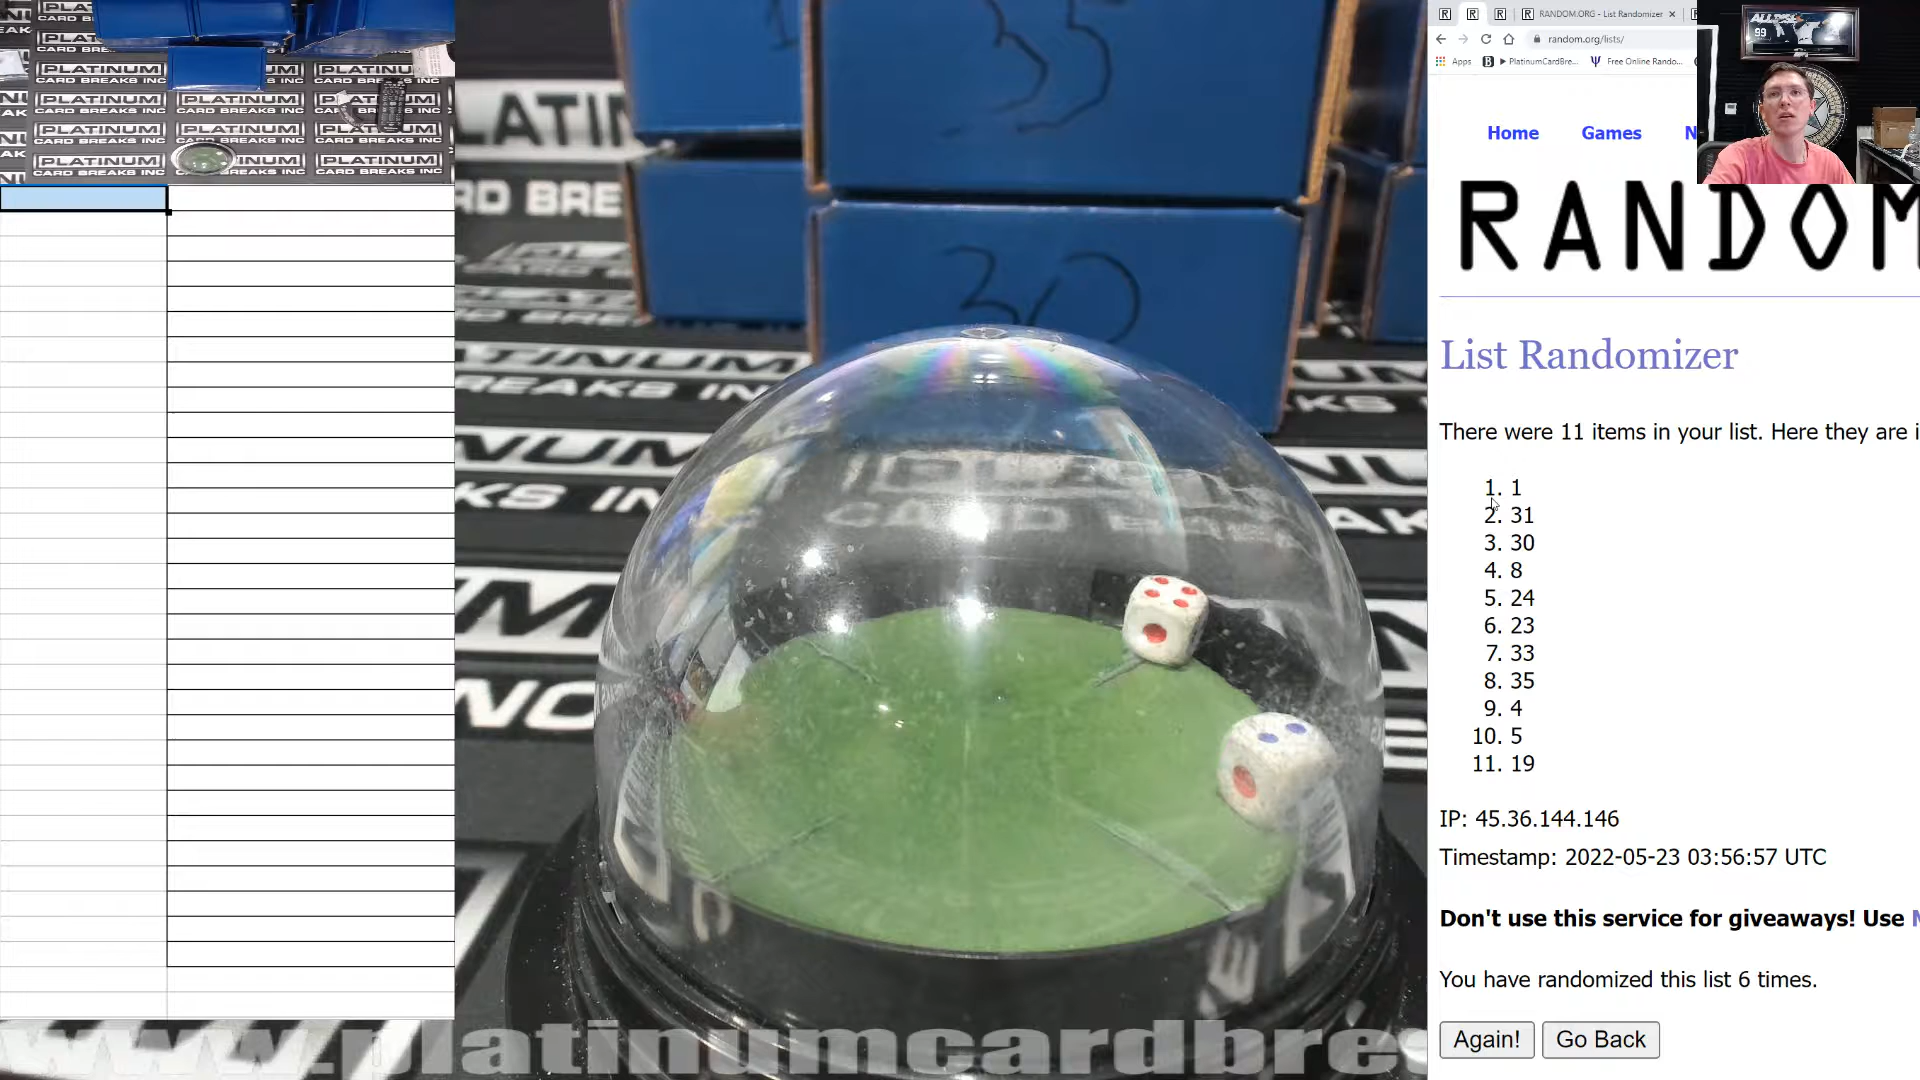 PLATINUM
CARD BREAKS INC
35
30
RANDOM.ORG - List Randomizer
random.org/lists/
Apps
PlatinumCardBre...
Free Online Rando...
Home
Games
RANDOM
List Randomizer
There were 11 items in your list. Here they are i
1. 1
2. 31
3. 30
4. 8
5. 24
6. 23
7. 33
8. 35
9. 4
10. 5
11. 19
IP: 45.36.144.146
Timestamp: 2022-05-23 03:56:57 UTC
Don't use this service for giveaways! Use
You have randomized this list 6 times.
Again!
Go Back
www.platinumcardbre